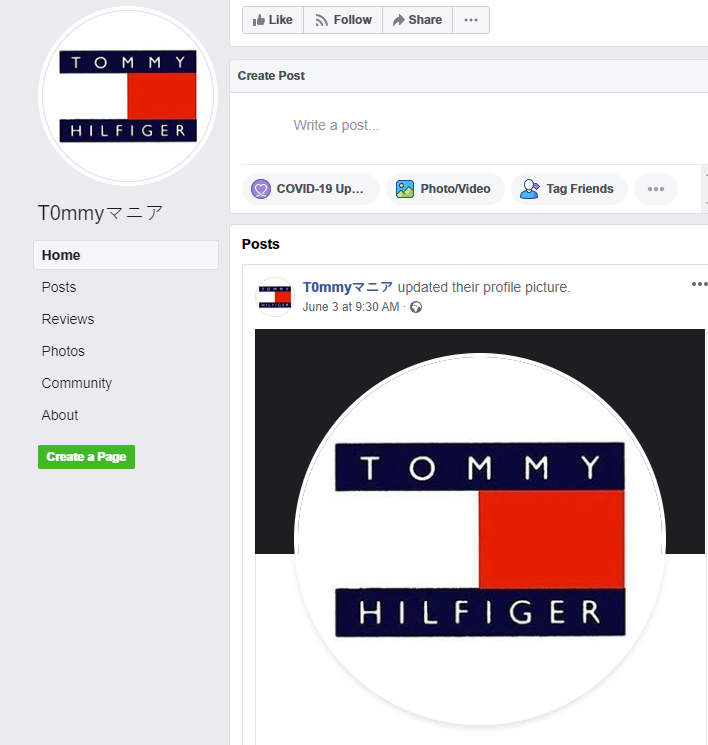 TOMMY
HILFIGER
T0mmyマニア
Home
Posts
Reviews
Photos
Community
About
Create a Page
Like
Follow
Share
Create Post
Write a post...
COVID-19 Up...
Photo/Video
Tag Friends
Posts
TOMMY
HILFIGER
T0mmyマニア updated their profile picture.
June 3 at 9:30 AM ·
TOMMY
HILFIGER